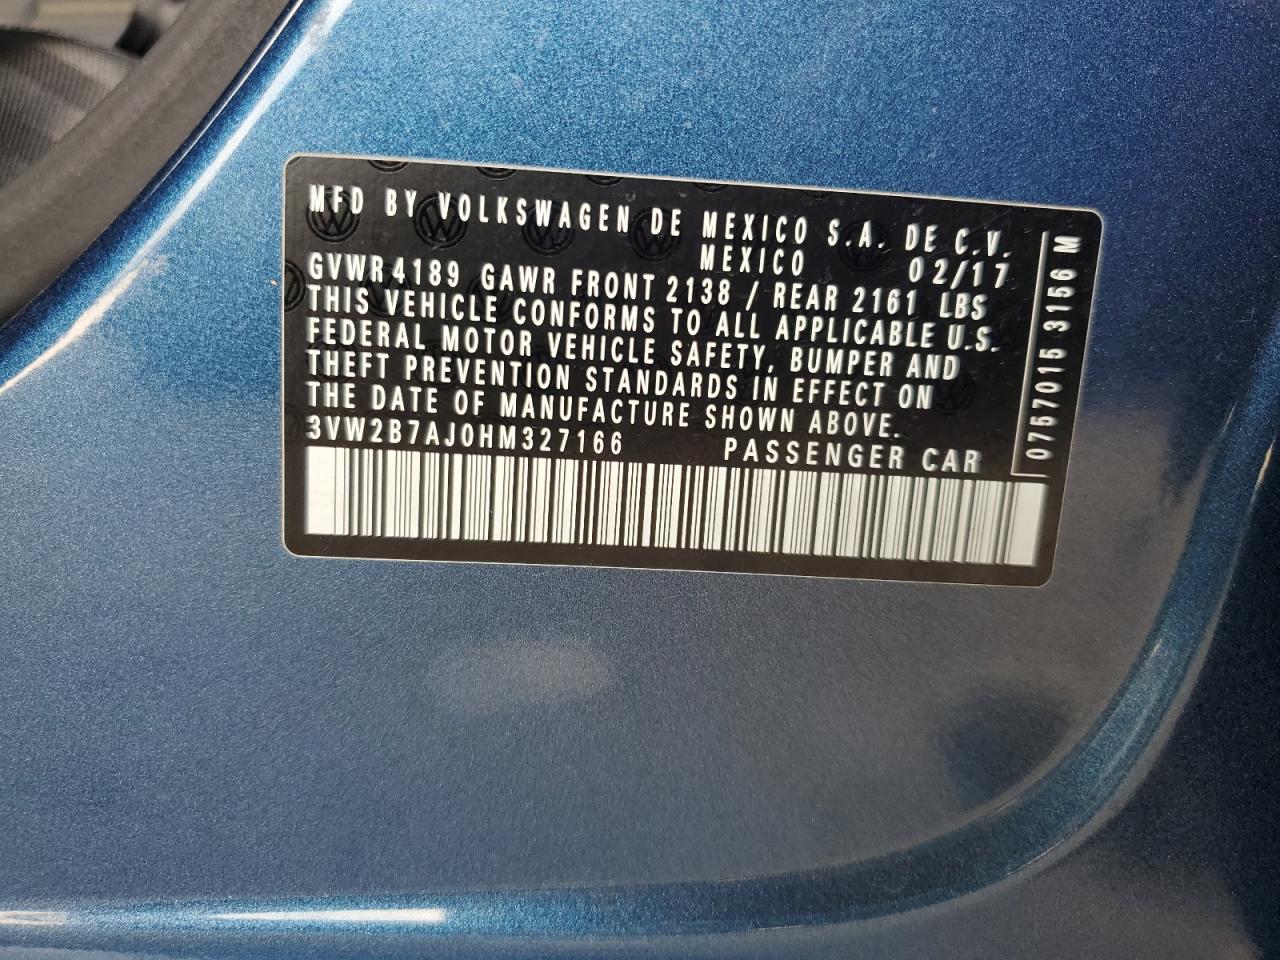 MFD BY VOLKSWAGEN DE MEXICO S.A. DE C.V.
MEXICO 02/17
GVWR4189 GAWR FRONT 2138 / REAR 2161 LBS
THIS VEHICLE CONFORMS TO ALL APPLICABLE U.S.
FEDERAL MOTOR VEHICLE SAFETY, BUMPER AND
THEFT PREVENTION STANDARDS IN EFFECT ON
THE DATE OF MANUFACTURE SHOWN ABOVE.
3VW2B7AJ0HM327166 PASSENGER CAR
0757015 3156 M